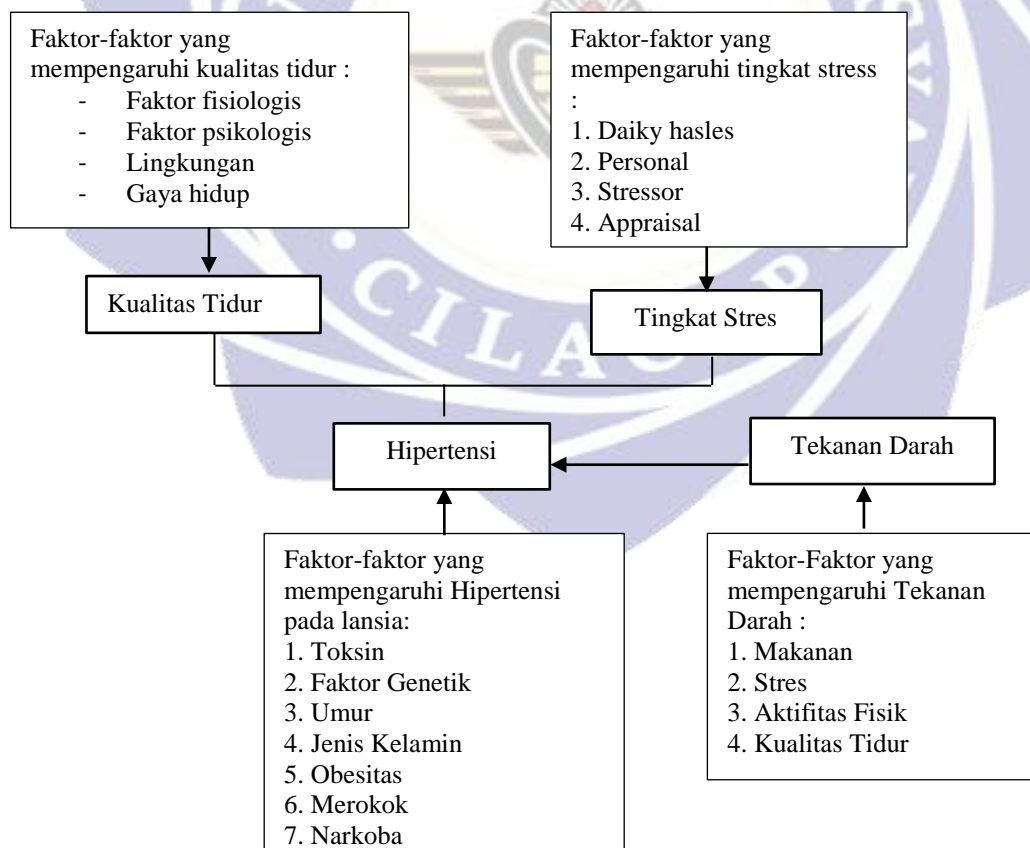 Faktor-faktor yang
mempengaruhi kualitas tidur :
- Faktor fisiologis
- Faktor psikologis
- Lingkungan
- Gaya hidup
Faktor-faktor yang
mempengaruhi tingkat stress
:
1. Daiky hasles
2. Personal
3. Stressor
4. Appraisal
Kualitas Tidur
Tingkat Stres
CILAC P
Hipertensi
Tekanan Darah
Faktor-faktor yang
mempengaruhi Hipertensi
pada lansia:
1. Toksin
2. Faktor Genetik
3. Umur
4. Jenis Kelamin
5. Obesitas
6. Merokok
7. Narkoba
Faktor-Faktor yang
mempengaruhi Tekanan
Darah :
1. Makanan
2. Stres
3. Aktifitas Fisik
4. Kualitas Tidur